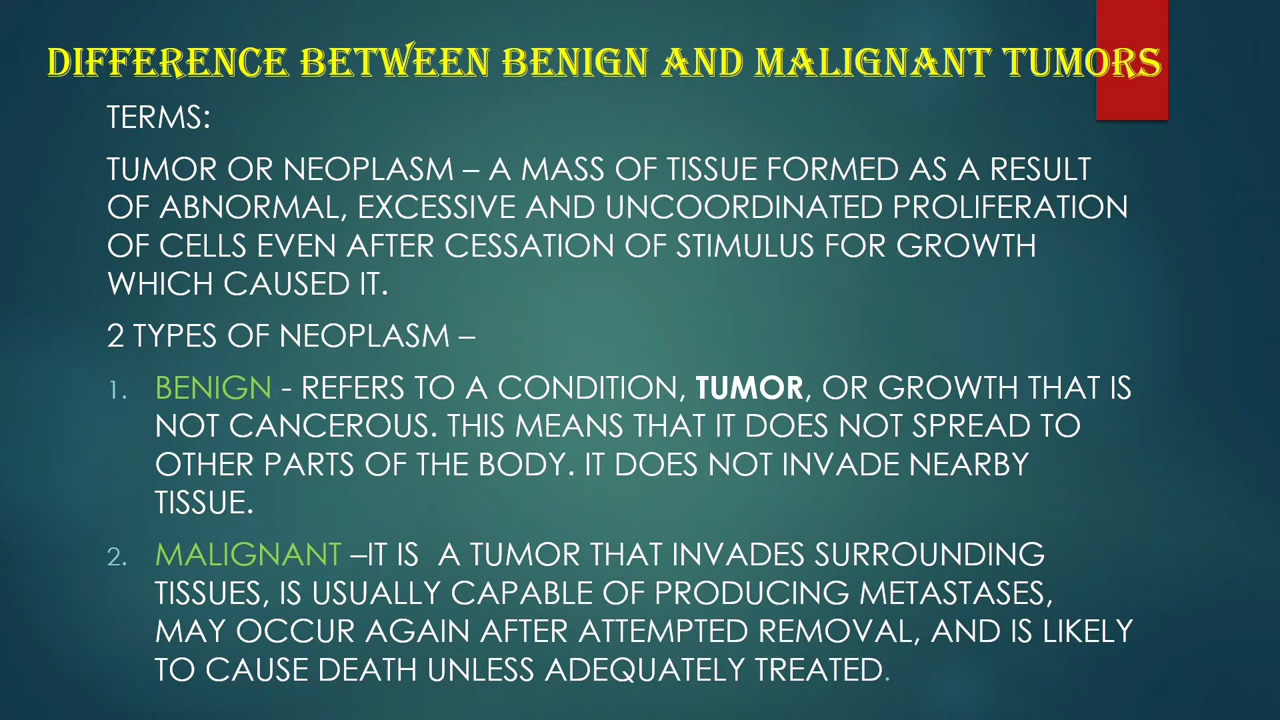 DIFFERENCE BETWEEN BENIGN AND MALIGNANT TUMORS
TERMS:
TUMOR OR NEOPLASM – A MASS OF TISSUE FORMED AS A RESULT
OF ABNORMAL, EXCESSIVE AND UNCOORDINATED PROLIFERATION
OF CELLS EVEN AFTER CESSATION OF STIMULUS FOR GROWTH
WHICH CAUSED IT.
2 TYPES OF NEOPLASM –
1. BENIGN - REFERS TO A CONDITION, TUMOR, OR GROWTH THAT IS
NOT CANCEROUS. THIS MEANS THAT IT DOES NOT SPREAD TO
OTHER PARTS OF THE BODY. IT DOES NOT INVADE NEARBY
TISSUE.
2. MALIGNANT –IT IS  A TUMOR THAT INVADES SURROUNDING
TISSUES, IS USUALLY CAPABLE OF PRODUCING METASTASES,
MAY OCCUR AGAIN AFTER ATTEMPTED REMOVAL, AND IS LIKELY
TO CAUSE DEATH UNLESS ADEQUATELY TREATED.